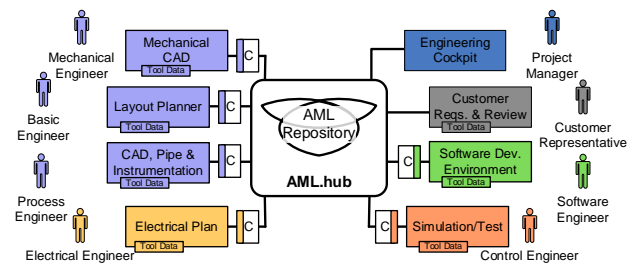 Mechanical
Engineer
Mechanical
CAD
Tool Data
C
Engineering
Cockpit
Project
Manager
Basic
Engineer
Layout Planner
Tool Data
C
AML
Repository
AML.hub
Customer
Reqs. & Review
Tool Data
Customer
Representative
Process
Engineer
CAD, Pipe &
Instrumentation
Tool Data
C
C
Software Dev.
Environment
Tool Data
Software
Engineer
Electrical Engineer
Electrical Plan
Tool Data
C
C
Simulation/Test
Tool Data
Control Engineer